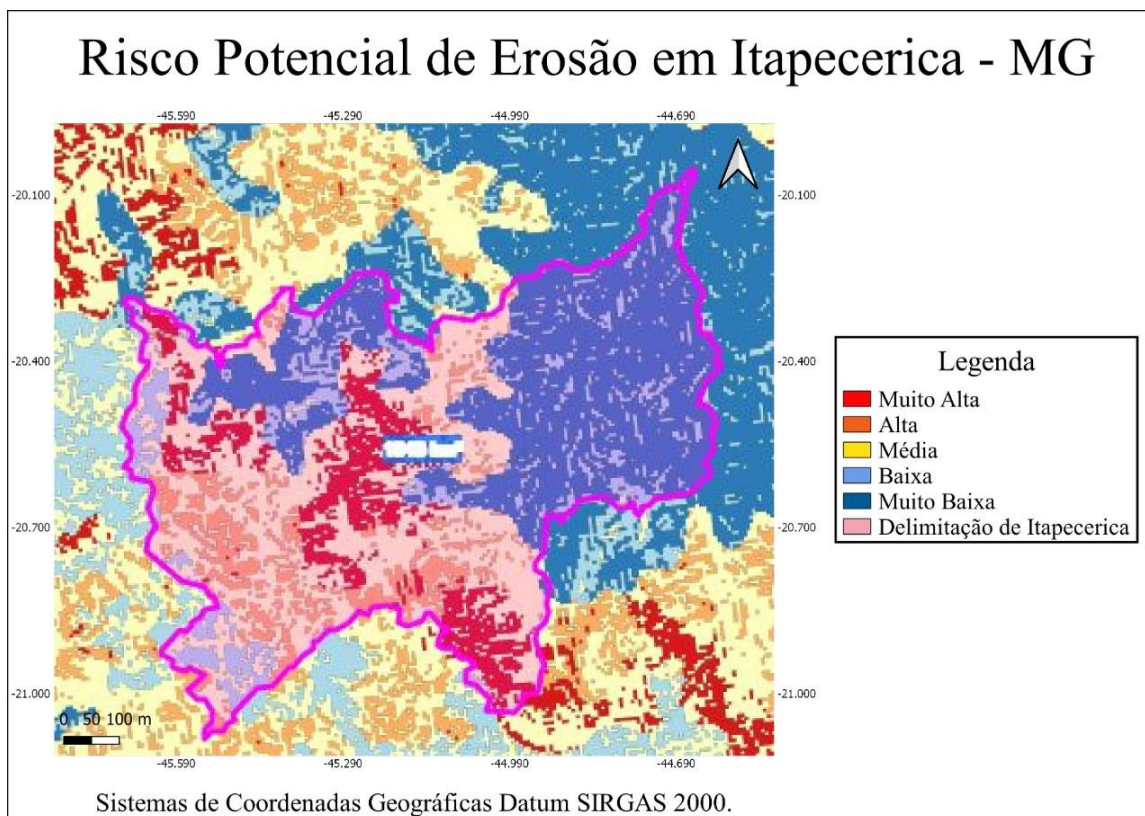 Risco Potencial de Erosão em Itapecerica - MG
-45.590 -45.290 -44.990 -44.690
-20.100 -20.100
-20.400 -20.400
-20.700 -20.700
-21.000 -21.000
0 50 100 m
-45.590 -45.290 -44.990 -44.690
Legenda
Muito Alta
Alta
Média
Baixa
Muito Baixa
Delimitação de Itapecerica
Sistemas de Coordenadas Geográficas Datum SIRGAS 2000.